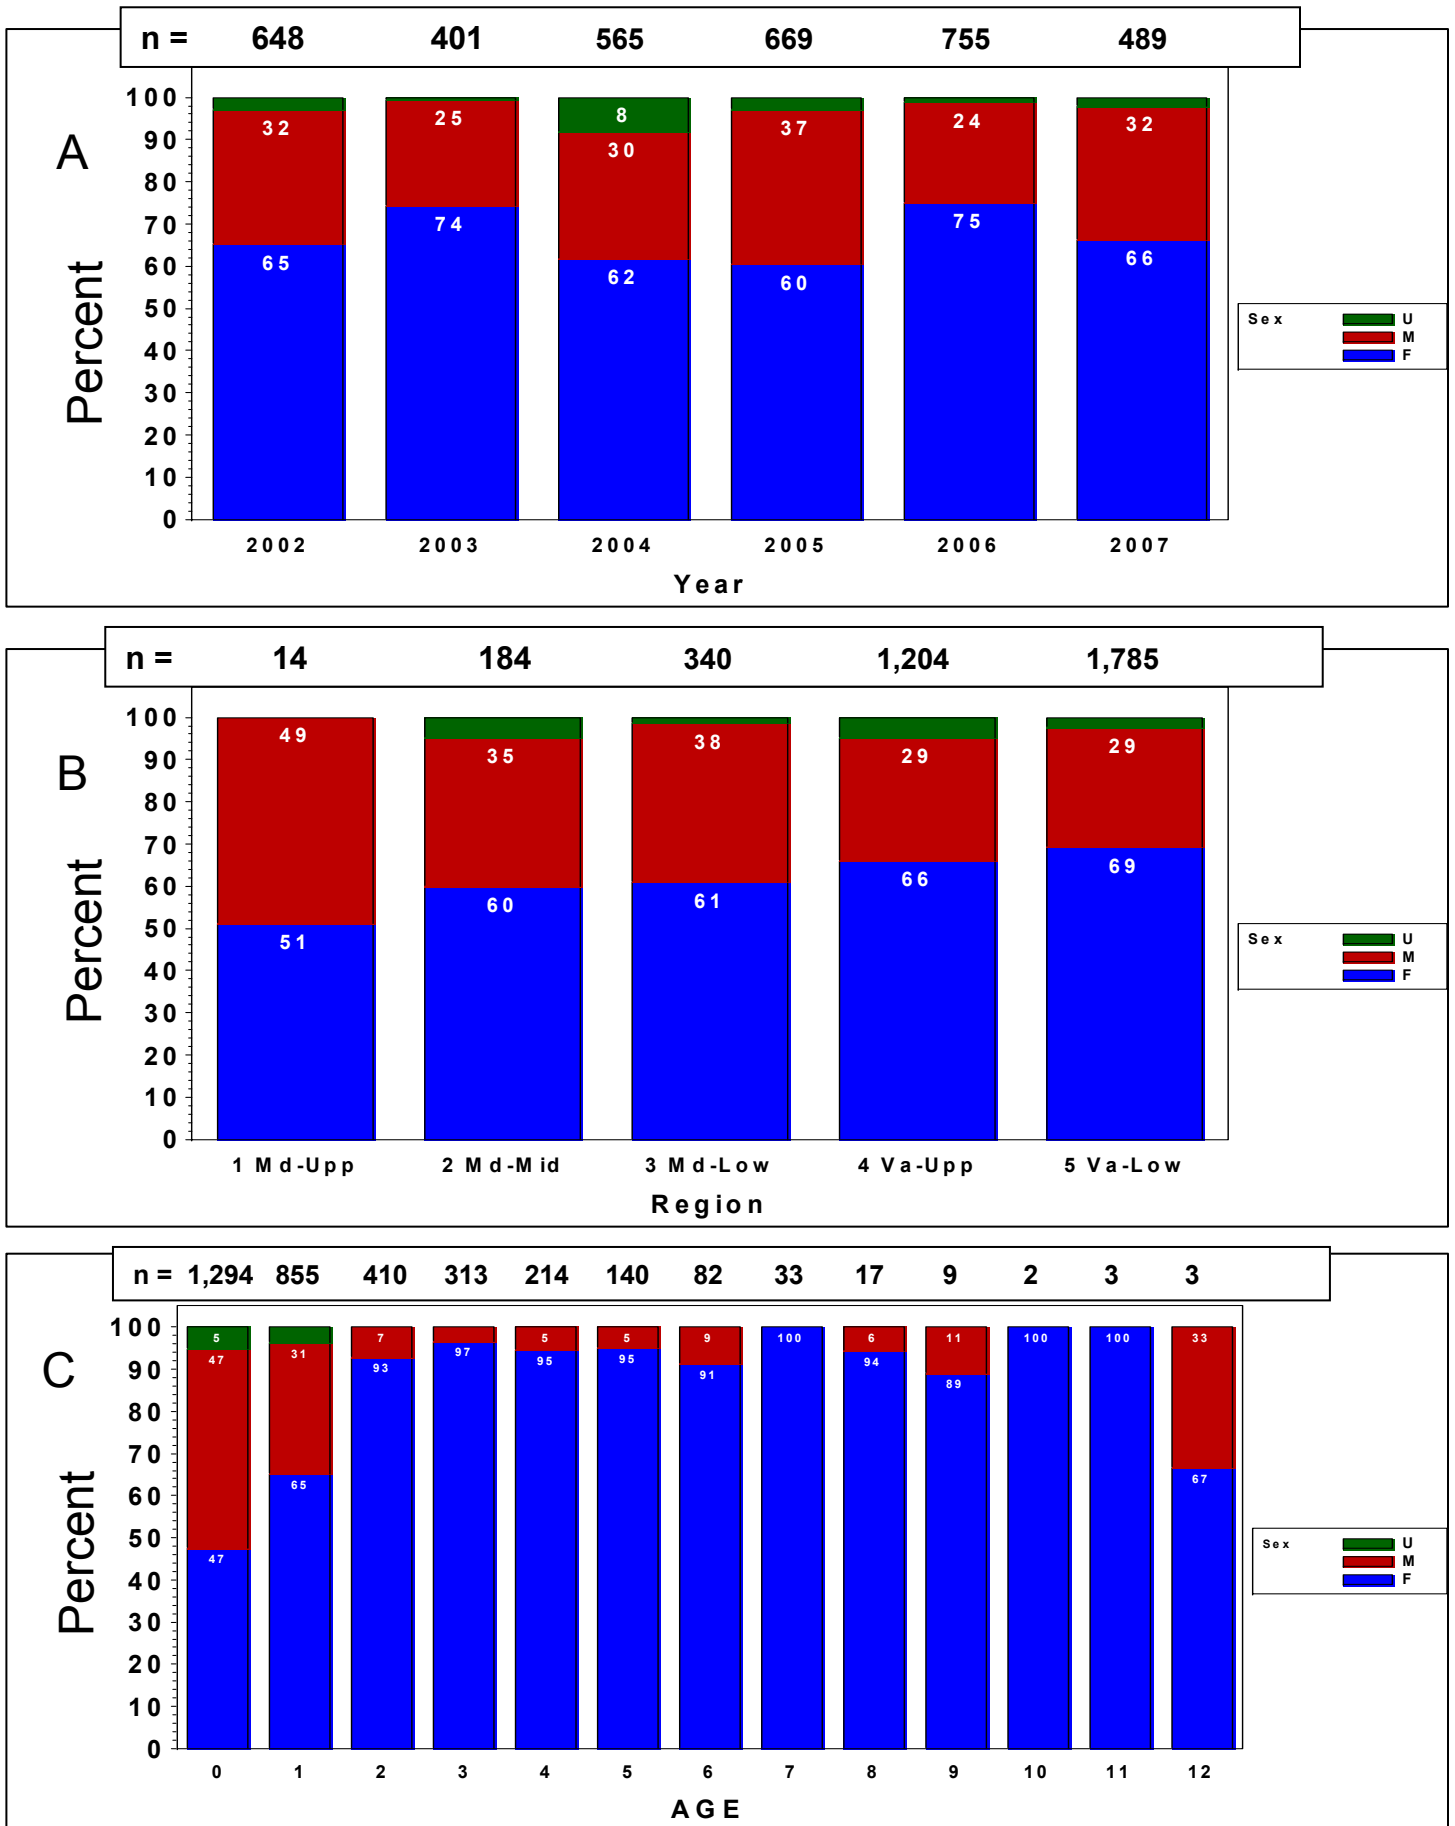 n = 648 401 565 669 755 489
A
Percent
100
90
80
70
60
50
40
30
20
10
0
32 25 8 37 24 32
30
65 74 62 60 75 66
2002 2003 2004 2005 2006 2007
Year
Sex U
M
F
n = 14 184 340 1,204 1,785
B
Percent
100
90
80
70
60
50
40
30
20
10
0
49 35 38 29 29
51 60 61 66 69
1 Md-Upp 2 Md-Mid 3 Md-Low 4 Va-Upp 5 Va-Low
Region
Sex U
M
F
n = 1,294 855 410 313 214 140 82 33 17 9 2 3 3
C
Percent
100
90
80
70
60
50
40
30
20
10
0
5 7 5 5 9 100 6 11 100 100 33
47 31
47 65 93 97 95 95 91 94 89 67
0 1 2 3 4 5 6 7 8 9 10 11 12
AGE
Sex U
M
F